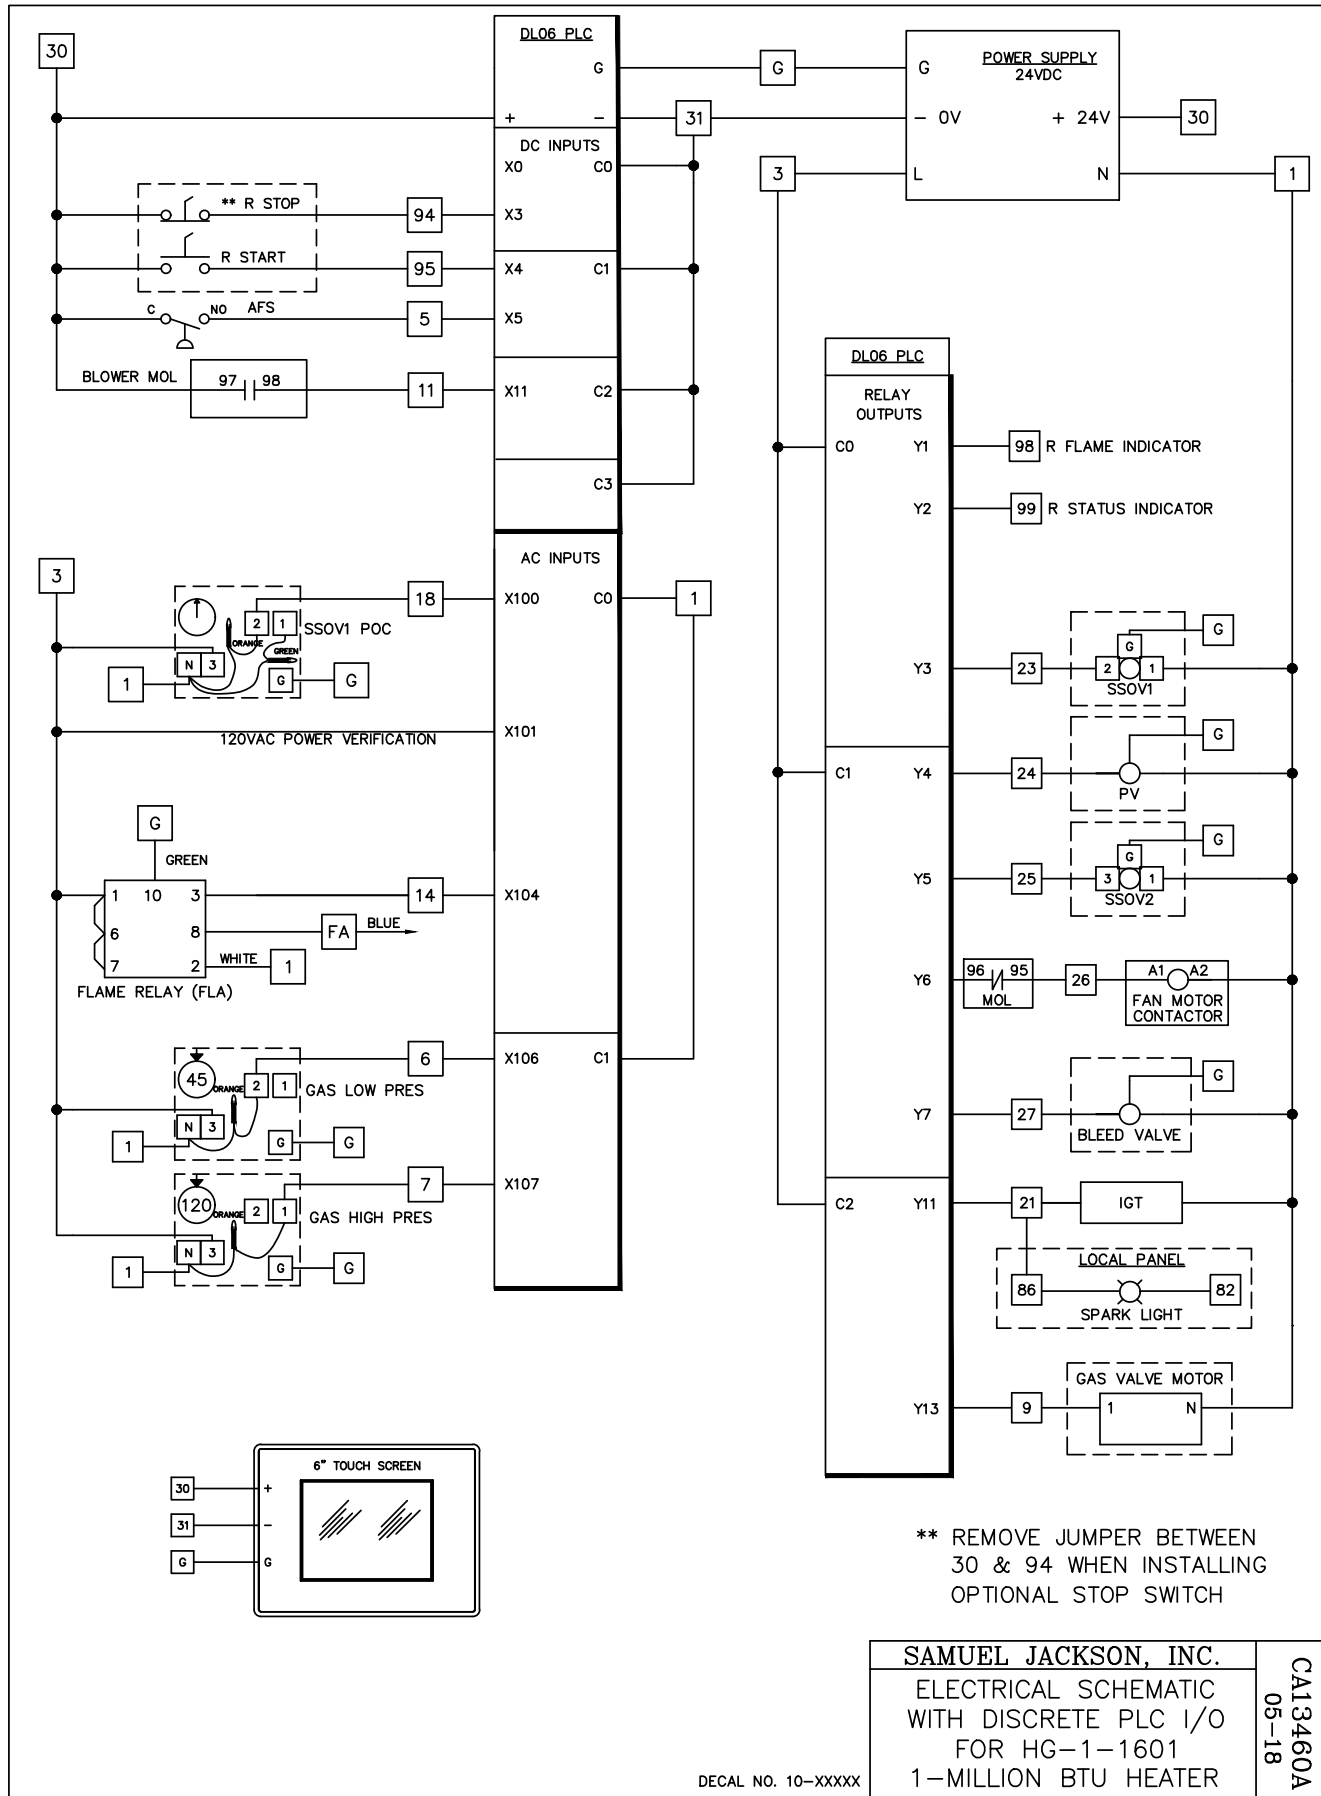 30
DL06 PLC
G
G
G
POWER SUPPLY
24VDC
+
−
31
− 0V
+ 24V
30
DC INPUTS
X0
C0
3
L
N
1
** R STOP
94
X3
R START
95
X4
C1
C
NO
AFS
5
X5
BLOWER MOL
97
98
11
X11
C2
C3
DL06 PLC
RELAY
OUTPUTS
C0
Y1
98
R FLAME INDICATOR
Y2
99
R STATUS INDICATOR
AC INPUTS
3
18
X100
C0
1
2
1
SSOV1 POC
ORANGE
GREEN
N
3
1
G
G
120VAC POWER VERIFICATION
X101
Y3
23
2
G
1
G
SSOV1
C1
Y4
24
G
PV
G
GREEN
1
10
3
14
X104
6
8
FA
BLUE
7
2
WHITE
1
FLAME RELAY (FLA)
Y5
25
3
G
1
G
SSOV2
Y6
96
95
MOL
26
A1
A2
FAN MOTOR
CONTACTOR
6
X106
C1
45
ORANGE
2
1
GAS LOW PRES
N
3
1
G
G
Y7
27
G
BLEED VALVE
7
X107
120
ORANGE
2
1
GAS HIGH PRES
N
3
1
G
G
C2
Y11
21
IGT
LOCAL PANEL
86
82
SPARK LIGHT
GAS VALVE MOTOR
Y13
9
1
N
6" TOUCH SCREEN
30
+
31
−
G
G
** REMOVE JUMPER BETWEEN
30 & 94 WHEN INSTALLING
OPTIONAL STOP SWITCH
SAMUEL JACKSON, INC.
ELECTRICAL SCHEMATIC
WITH DISCRETE PLC I/O
FOR HG−1−1601
1−MILLION BTU HEATER
CA13460A
05−18
DECAL NO. 10−XXXXX